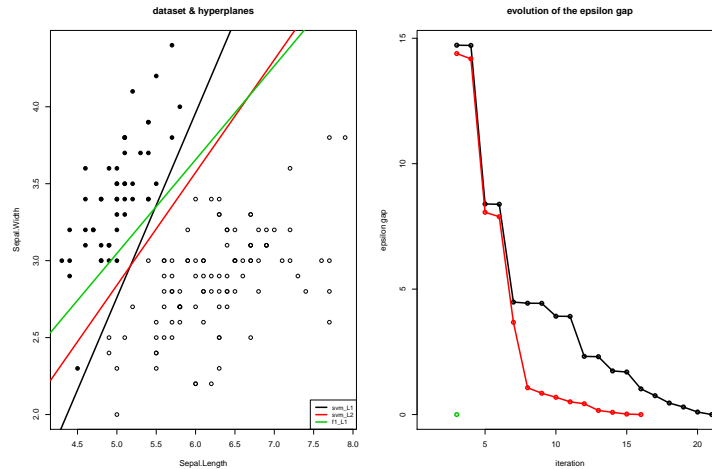 dataset & hyperplanes
Sepal.Width
4.0
3.5
3.0
2.5
2.0
svm_L1
svm_L2
f1_L1
4.5 5.0 5.5 6.0 6.5 7.0 7.5 8.0
Sepal.Length
evolution of the epsilon gap
epsilon gap
15
10
5
0
5 10 15 20
iteration